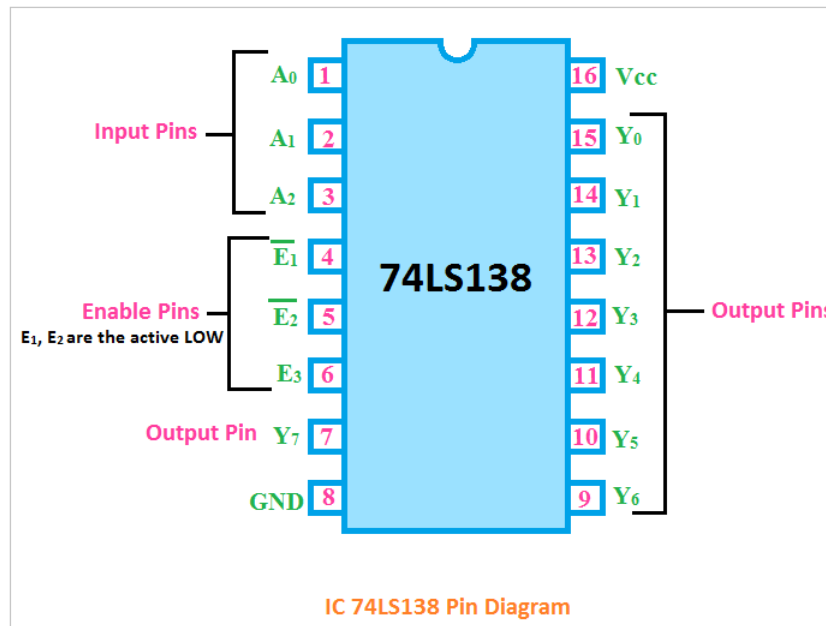 A₀ 1
Input Pins
A₁ 2
A₂ 3
E̅₁ 4
Enable Pins
E₁, E₂ are the active LOW
E̅₂ 5
E₃ 6
Output Pin Y₇ 7
GND 8
74LS138
16 Vcc
15 Y₀
14 Y₁
13 Y₂
12 Y₃
Output Pins
11 Y₄
10 Y₅
9 Y₆
IC 74LS138 Pin Diagram